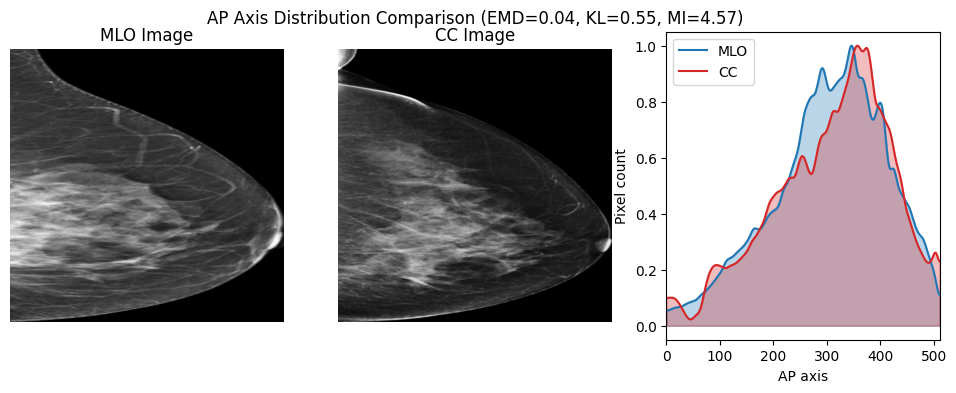 AP Axis Distribution Comparison (EMD=0.04, KL=0.55, MI=4.57)
MLO Image
CC Image
MLO
CC
Pixel count
1.0
0.8
0.6
0.4
0.2
0.0
0 100 200 300 400 500
AP axis